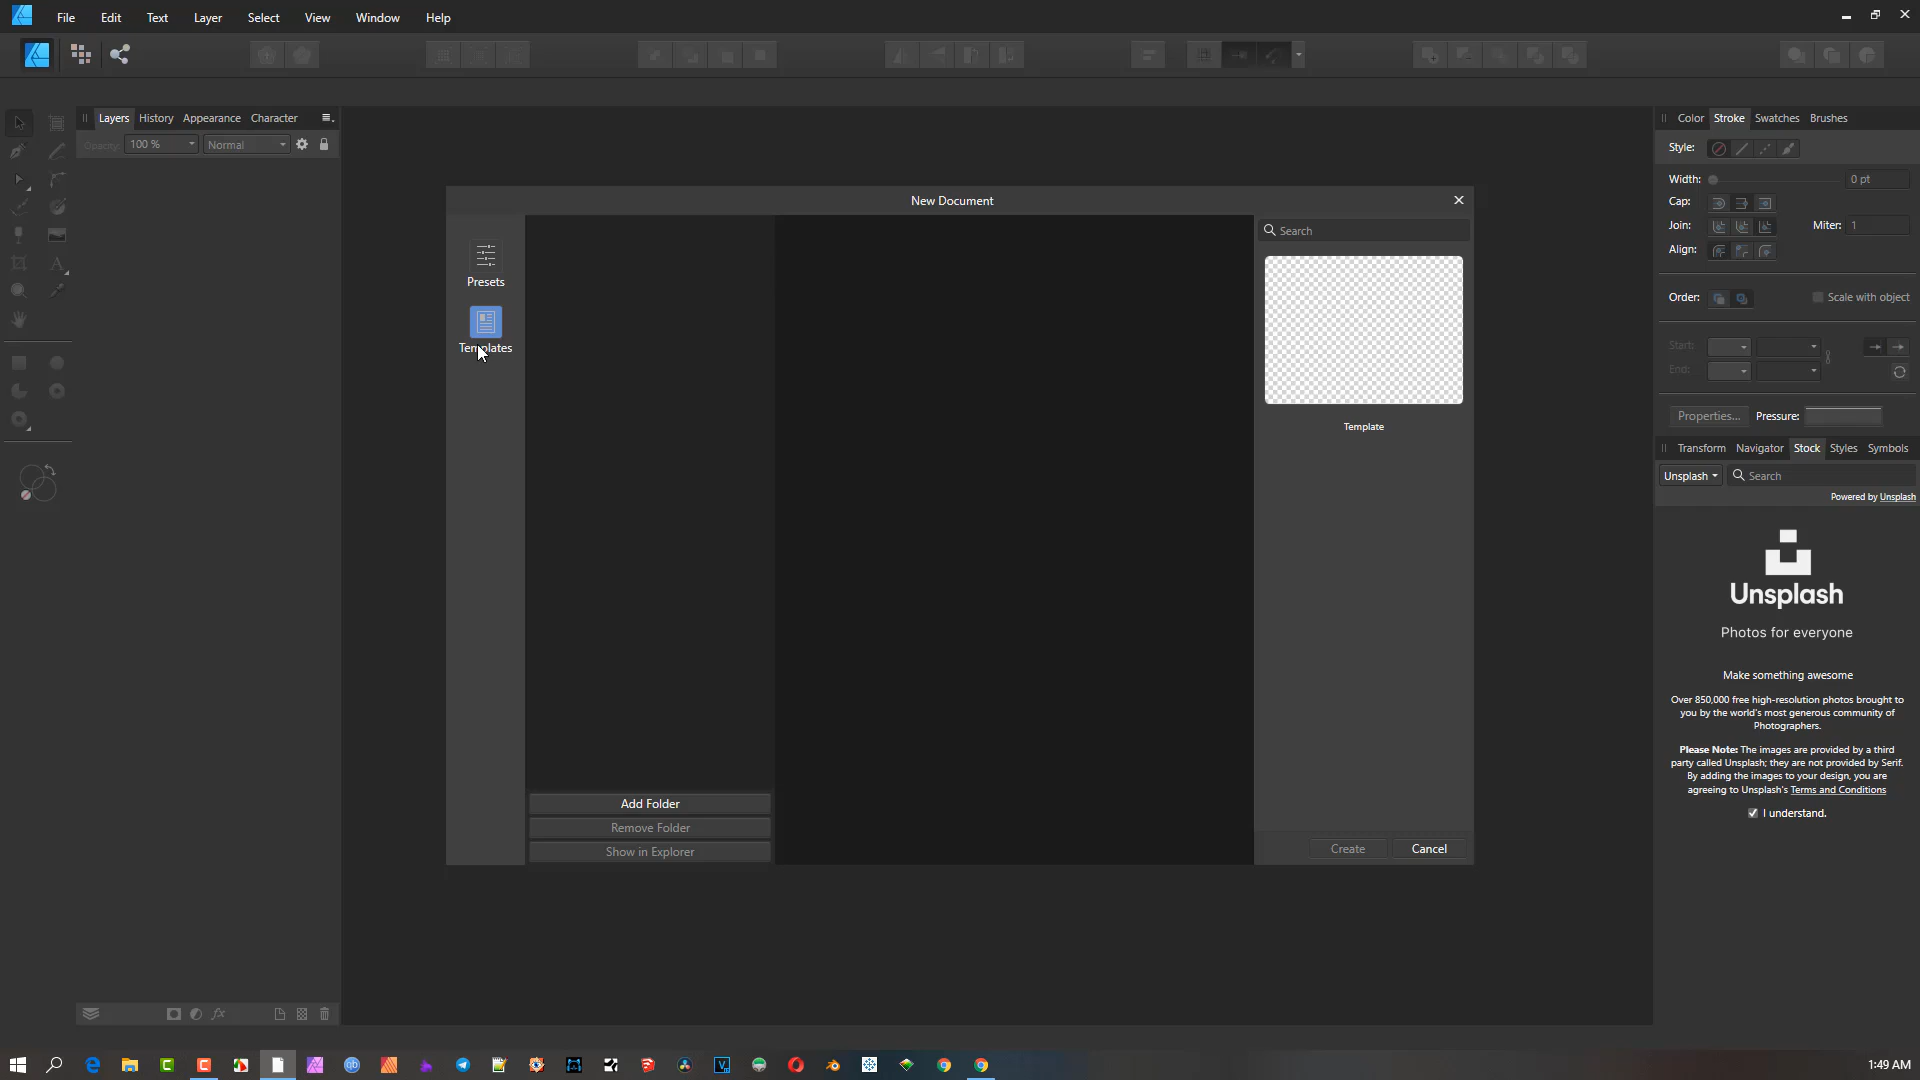 File Edit Text Layer Select View Window Help
Layers History Appearance Character
Opacity: 100 % Normal
Color Stroke Swatches Brushes
Style:
Width: 0 pt
Cap:
Join: Miter: 1
Align:
Order: Scale with object
Start:
End:
Properties... Pressure:
New Document
Presets
Templates
Search
Template
Add Folder
Remove Folder
Show in Explorer
Create Cancel
Transform Navigator Stock Styles Symbols
Unsplash Search
Powered by Unsplash
Unsplash
Photos for everyone
Make something awesome
Over 850,000 free high-resolution photos brought to
you by the world's most generous community of
Photographers.
Please Note: The images are provided by a third
party called Unsplash; they are not provided by Serif.
By adding the images to your design, you are
agreeing to Unsplash's Terms and Conditions
I understand.
1:49 AM